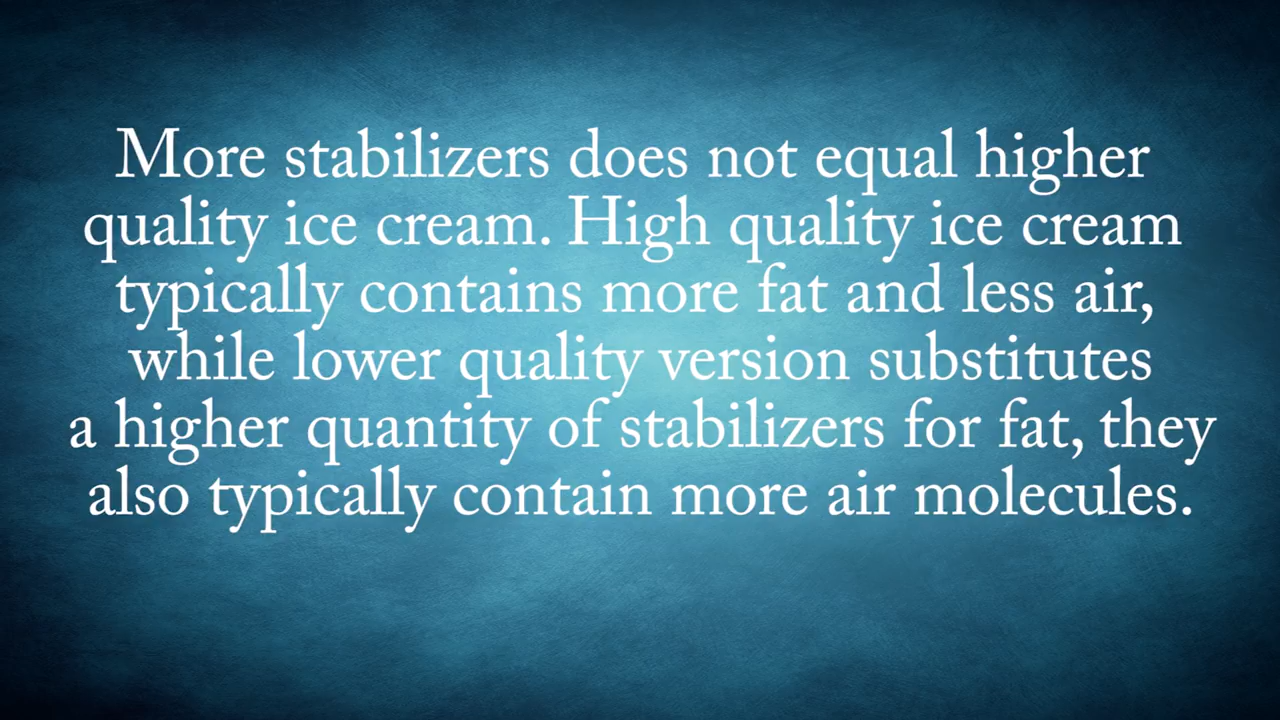 More stabilizers does not equal higher
quality ice cream. High quality ice cream
typically contains more fat and less air,
while lower quality version substitutes
a higher quantity of stabilizers for fat, they
also typically contain more air molecules.